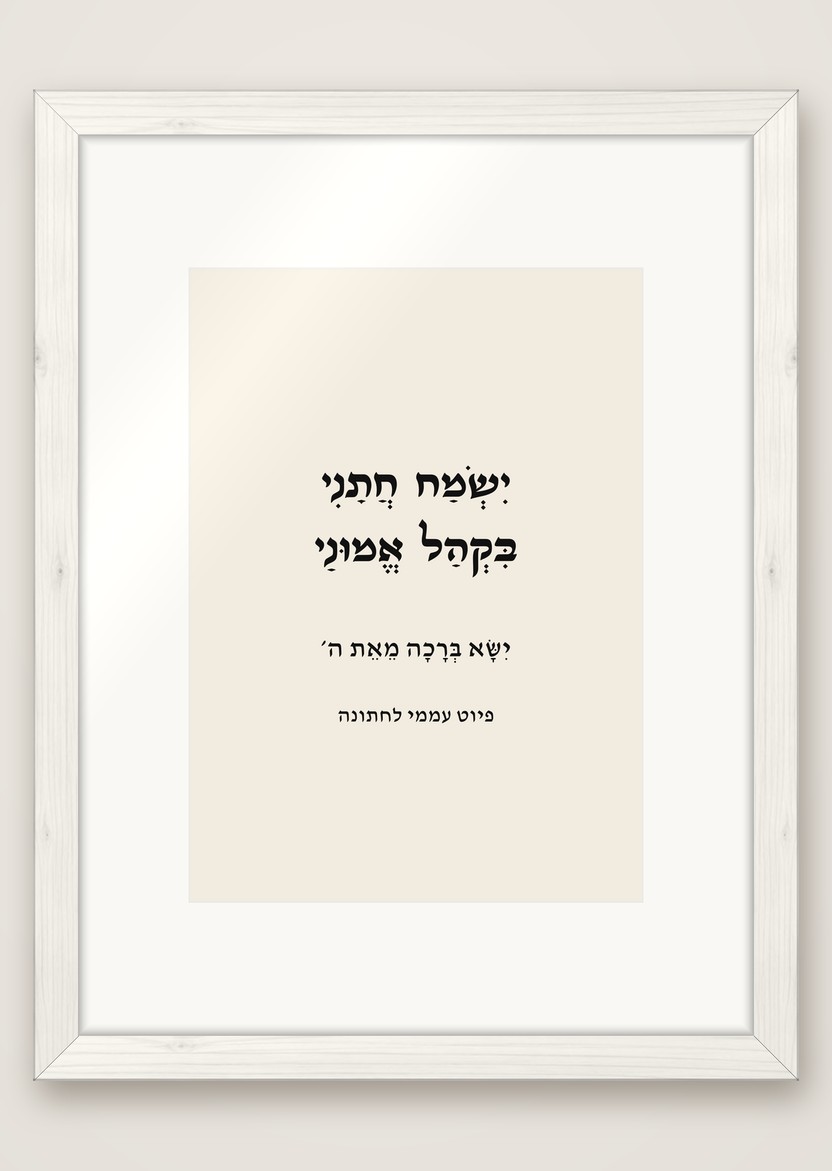 יִשְׂמַח חֲתָנִי
בִּקְהַל אֱמוּנַי
יִשָּׂא בְּרָכָה מֵאֵת ה׳
פיוט עממי לחתונה